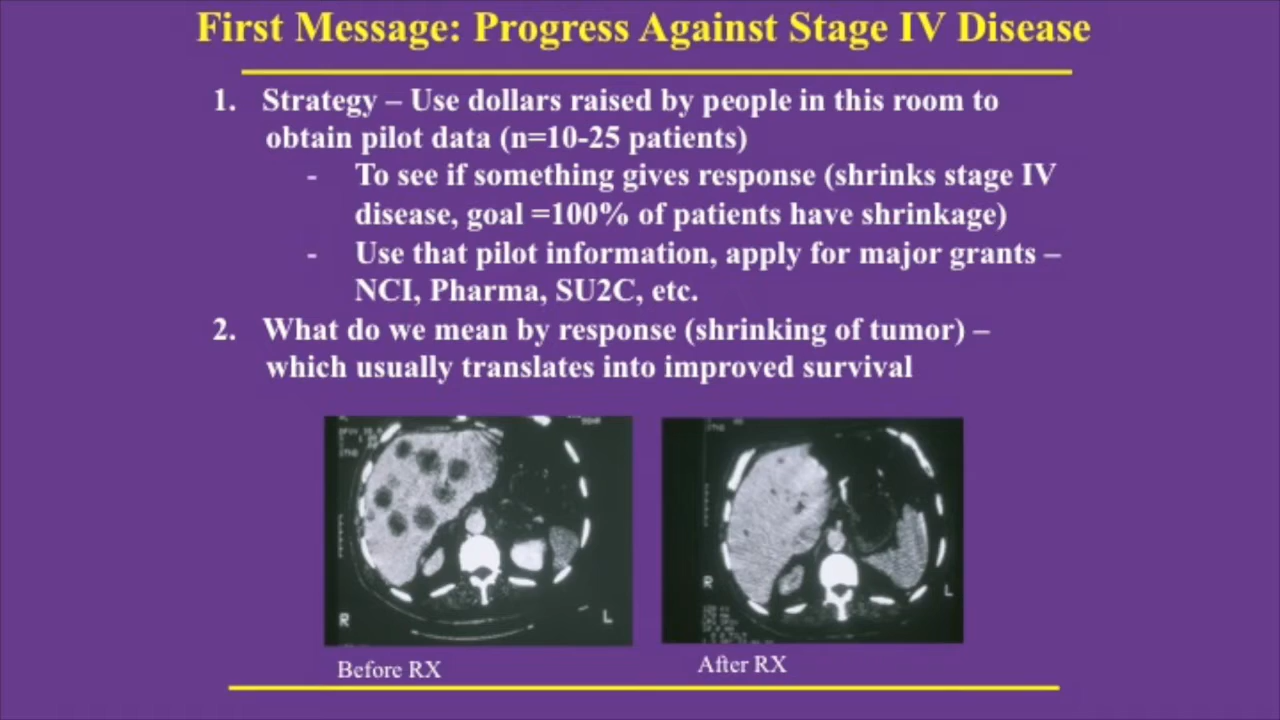 First Message: Progress Against Stage IV Disease
1. Strategy – Use dollars raised by people in this room to
obtain pilot data (n=10-25 patients)
- To see if something gives response (shrinks stage IV
disease, goal =100% of patients have shrinkage)
- Use that pilot information, apply for major grants –
NCI, Pharma, SU2C, etc.
2. What do we mean by response (shrinking of tumor) –
which usually translates into improved survival
R
L
R
L
Before RX
After RX